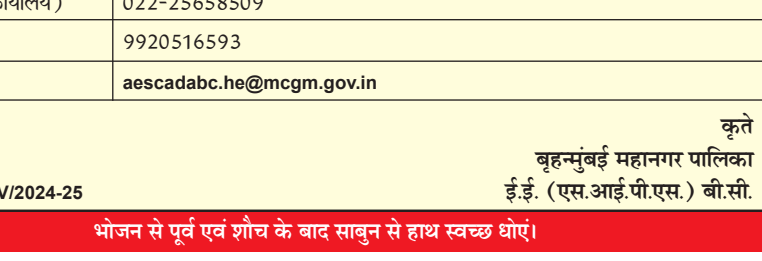 कार्यालय) 022-25658509
9920516593
aescadabc.he@mcgm.gov.in
कृते
बृहन्मुंबई महानगर पालिका
V/2024-25 ई.ई. (एस.आई.पी.एस.) बी.सी.
भोजन से पूर्व एवं शौच के बाद साबुन से हाथ स्वच्छ धोएं।